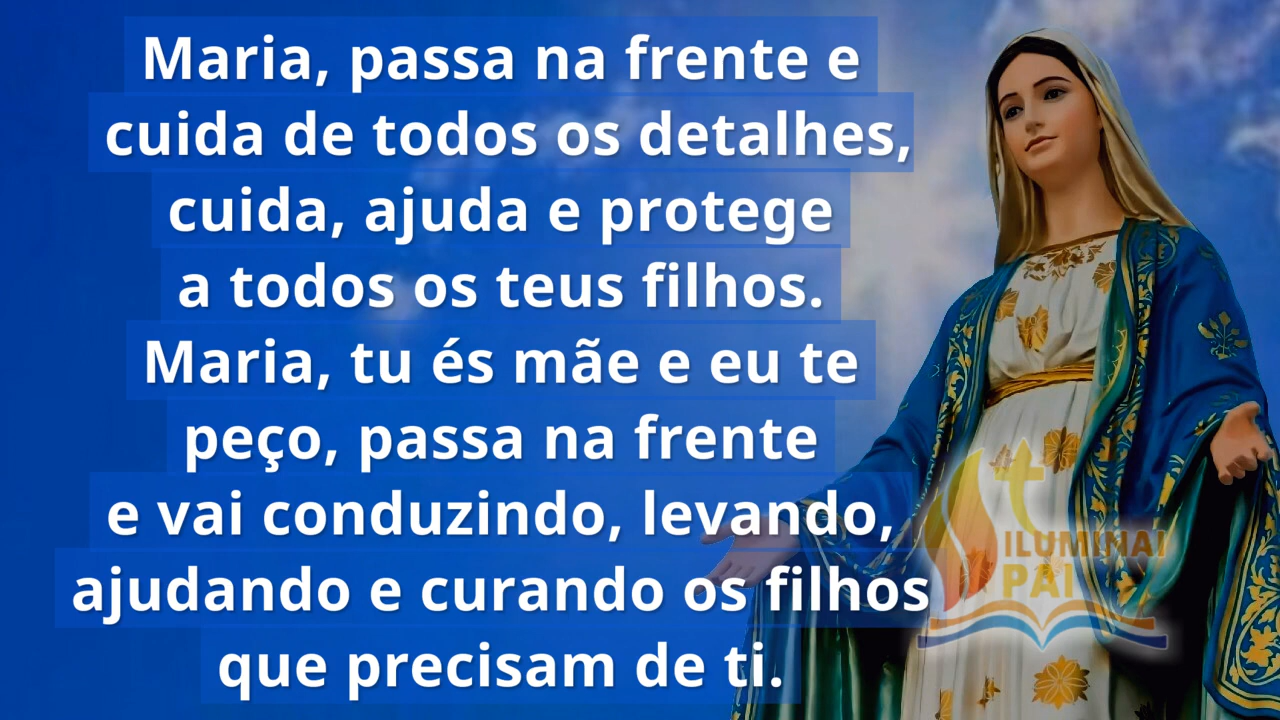 Maria, passa na frente e
cuida de todos os detalhes,
cuida, ajuda e protege
a todos os teus filhos.
Maria, tu és mãe e eu te
peço, passa na frente
e vai conduzindo, levando,
ajudando e curando os filhos
que precisam de ti.
ILUMINAI
PAI